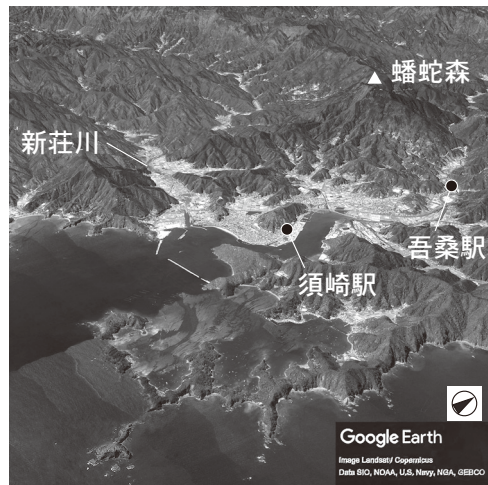 蟠蛇森
新荘川
吾桑駅
須崎駅
Google Earth
Image Landsat/ Copernicus
Data SIO, NOAA, U.S. Navy, NGA, GEBCO